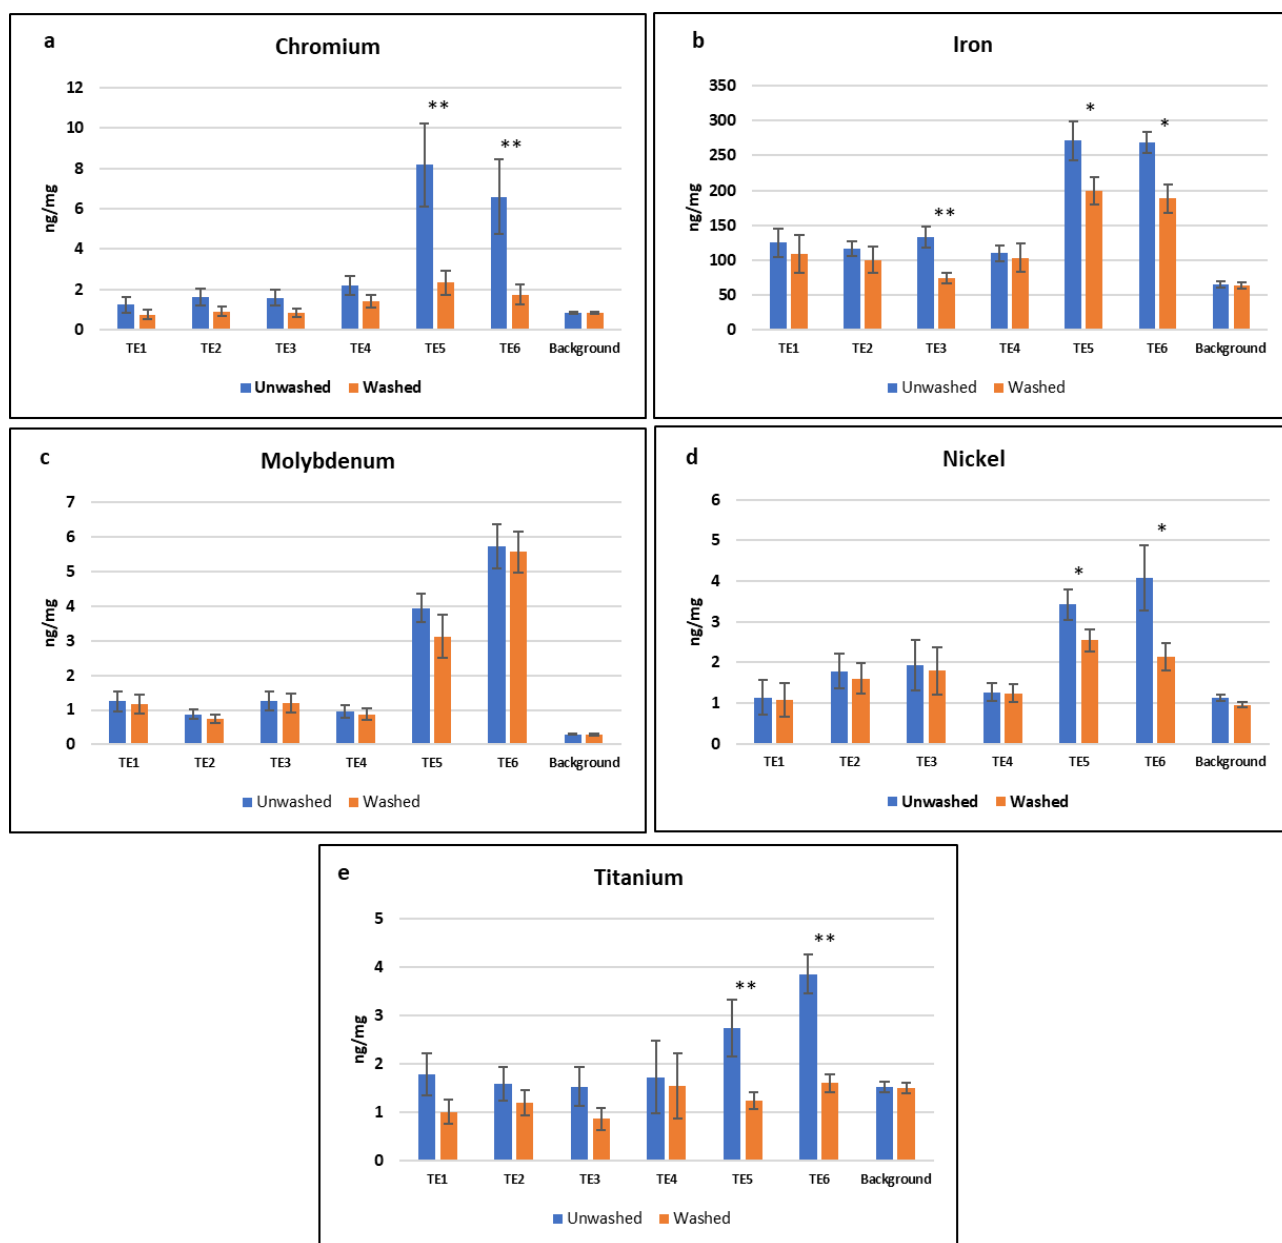 a
Chromium
12
10
8
6
4
2
0
ng/mg
**
**
TE1 TE2 TE3 TE4 TE5 TE6 Background
Unwashed Washed
b
Iron
350
300
250
200
150
100
50
0
ng/mg
**
*
*
TE1 TE2 TE3 TE4 TE5 TE6 Background
Unwashed Washed
c
Molybdenum
7
6
5
4
3
2
1
0
ng/mg
TE1 TE2 TE3 TE4 TE5 TE6 Background
Unwashed Washed
d
Nickel
6
5
4
3
2
1
0
ng/mg
*
*
TE1 TE2 TE3 TE4 TE5 TE6 Background
Unwashed Washed
e
Titanium
5
4
3
2
1
0
ng/mg
**
**
TE1 TE2 TE3 TE4 TE5 TE6 Background
Unwashed Washed